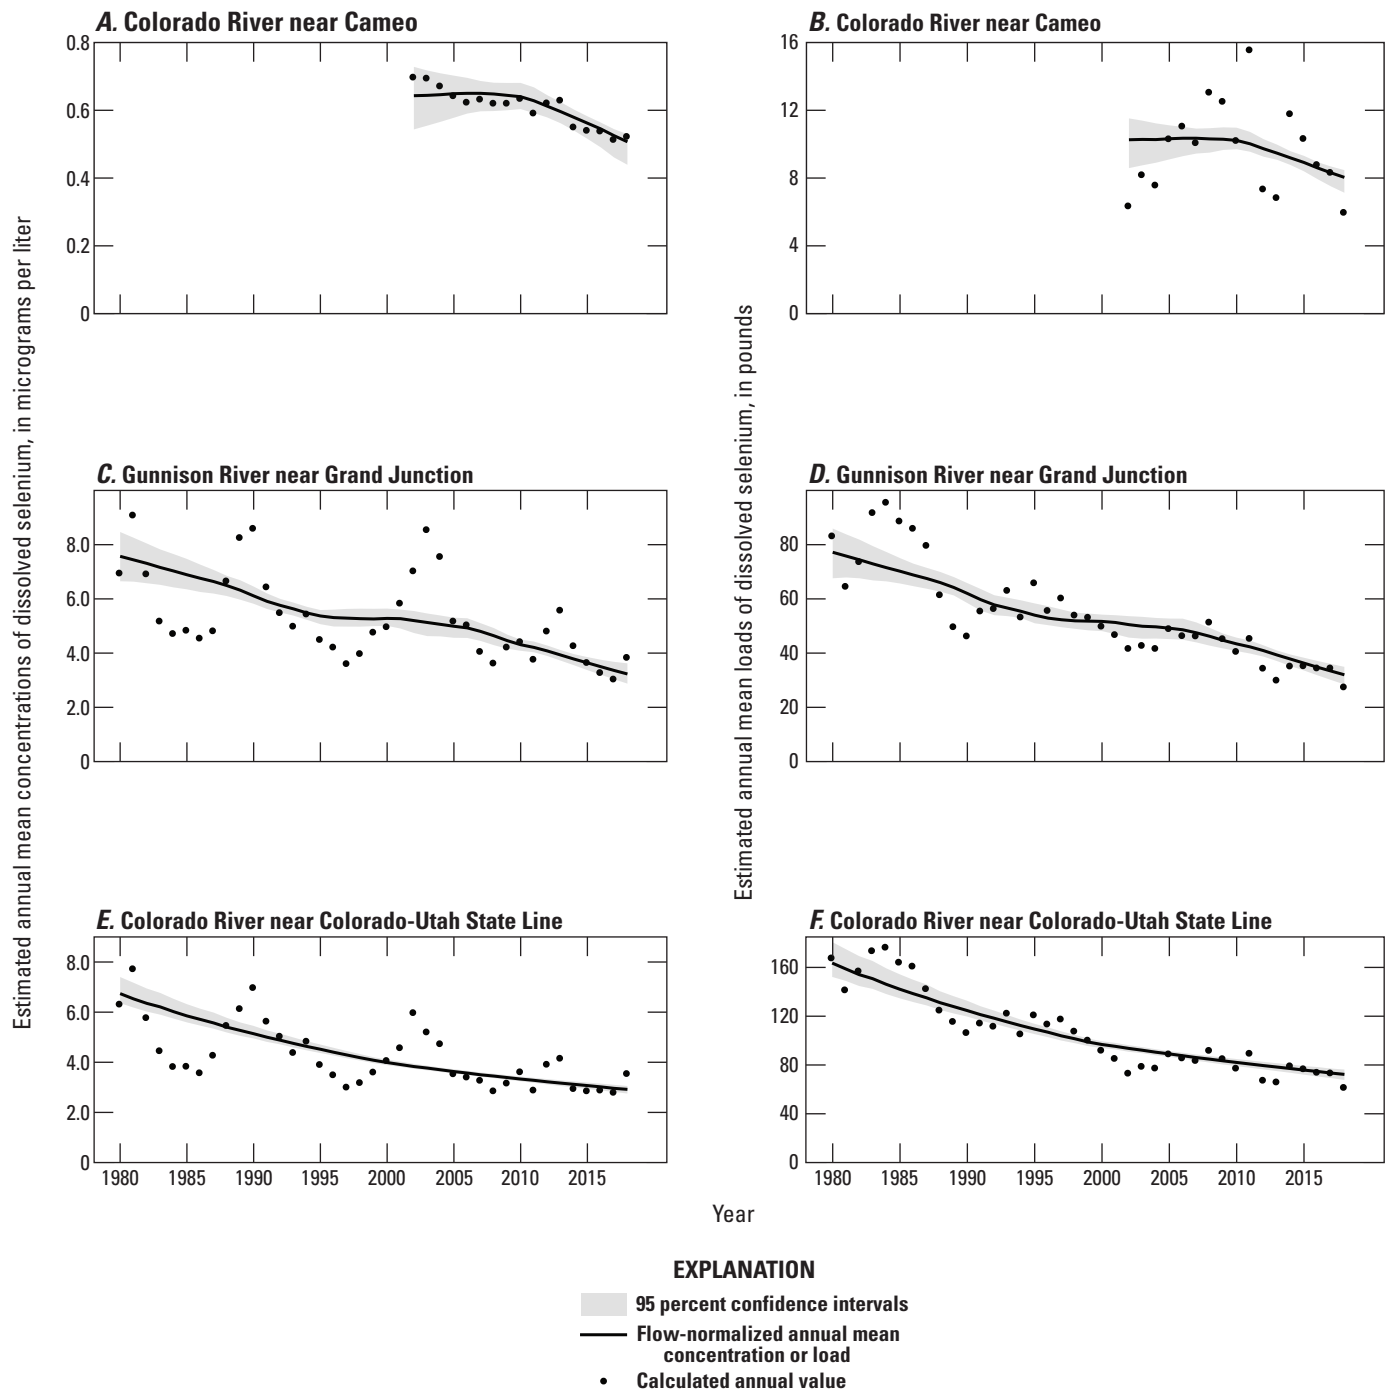 A. Colorado River near Cameo
0.8
0.6
0.4
0.2
0
B. Colorado River near Cameo
16
12
8
4
0
Estimated annual mean concentrations of dissolved selenium, in micrograms per liter
Estimated annual mean loads of dissolved selenium, in pounds
C. Gunnison River near Grand Junction
8.0
6.0
4.0
2.0
0
D. Gunnison River near Grand Junction
80
60
40
20
0
E. Colorado River near Colorado-Utah State Line
8.0
6.0
4.0
2.0
0
1980 1985 1990 1995 2000 2005 2010 2015
F. Colorado River near Colorado-Utah State Line
160
120
80
40
0
1980 1985 1990 1995 2000 2005 2010 2015
Year
EXPLANATION
95 percent confidence intervals
Flow-normalized annual mean
concentration or load
Calculated annual value